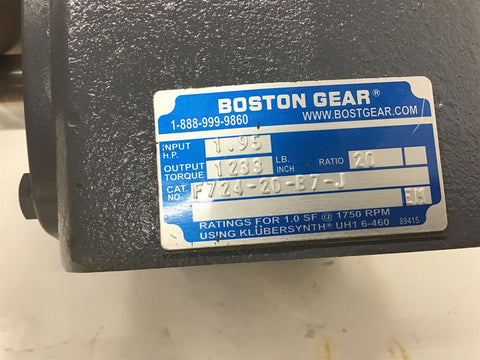 BOSTON GEAR®
1-888-999-9860 WWW.BOSTGEAR.COM
INPUT H.P. 1.95
OUTPUT TORQUE 1233 LB. INCH RATIO 20
CAT. NO. F724-20-B7-J
RATINGS FOR 1.0 SF @ 1750 RPM
USING KLÜBERSYNTH® UH1 6-460 89415